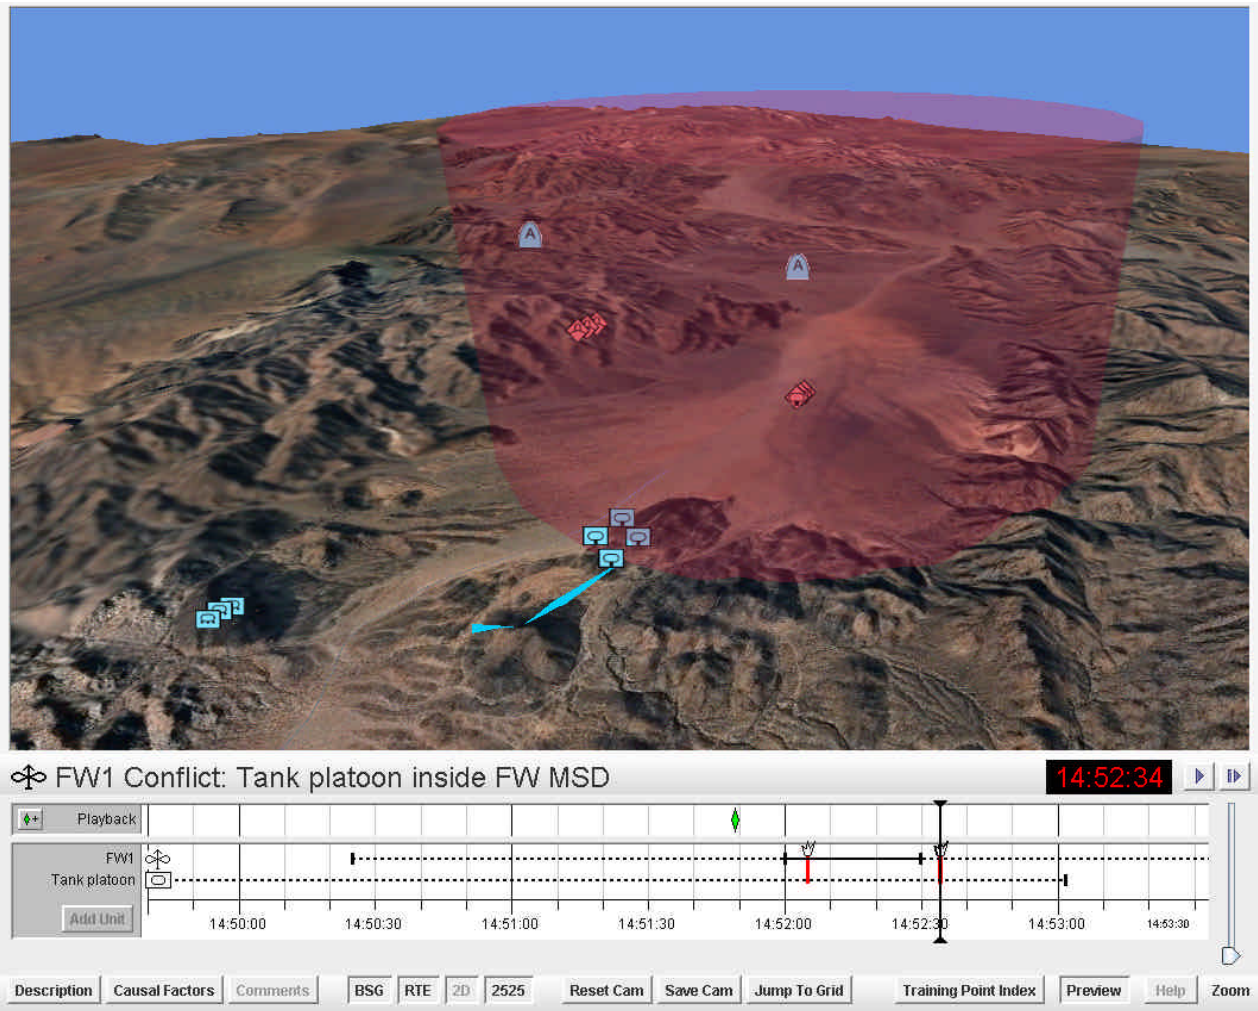 A
A
FW1 Conflict: Tank platoon inside FW MSD
14:52:34
Playback
FW1
Tank platoon
Add Unit
14:50:00 14:50:30 14:51:00 14:51:30 14:52:00 14:52:30 14:53:00 14:53:30
Description Causal Factors Comments BSG RTE 2D 2525 Reset Cam Save Cam Jump To Grid Training Point Index Preview Help Zoom